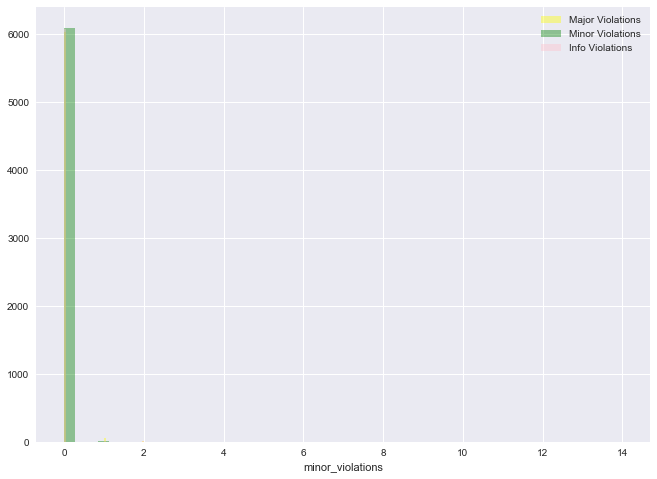 Major Violations
Minor Violations
Info Violations
6000
5000
4000
3000
2000
1000
0
0 2 4 6 8 10 12 14
minor_violations